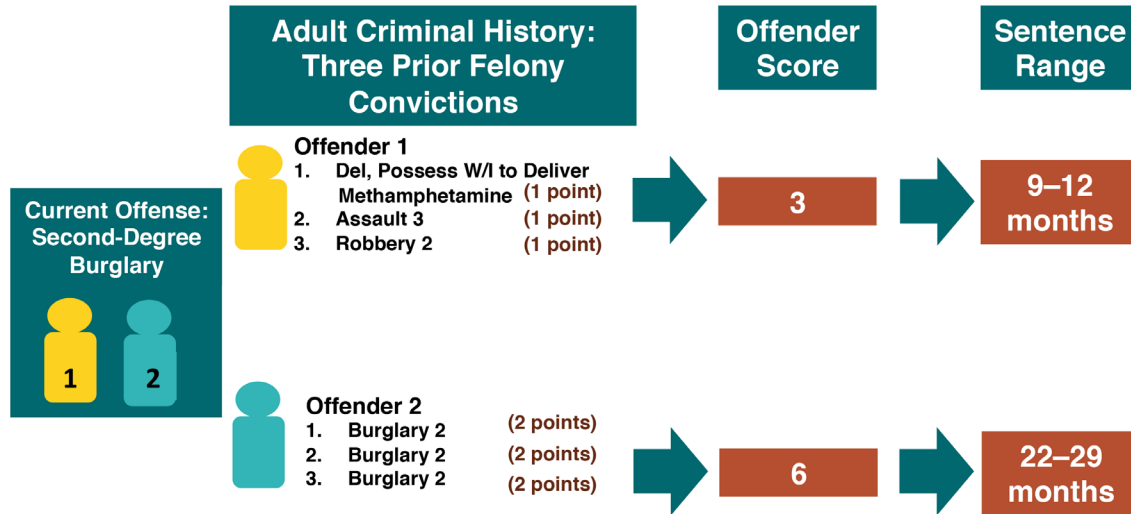 Adult Criminal History:
Three Prior Felony
Convictions
Offender
Score
Sentence
Range
Current Offense:
Second-Degree
Burglary
1
2
Offender 1
1. Del, Possess W/I to Deliver
Methamphetamine (1 point)
2. Assault 3 (1 point)
3. Robbery 2 (1 point)
3
9–12
months
Offender 2
1. Burglary 2 (2 points)
2. Burglary 2 (2 points)
3. Burglary 2 (2 points)
6
22–29
months